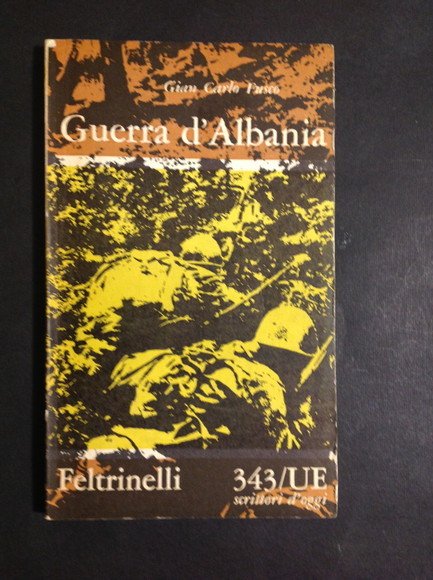 Gian Carlo Fusco
Guerra d'Albania
Feltrinelli 343/UE
scrittori d'oggi